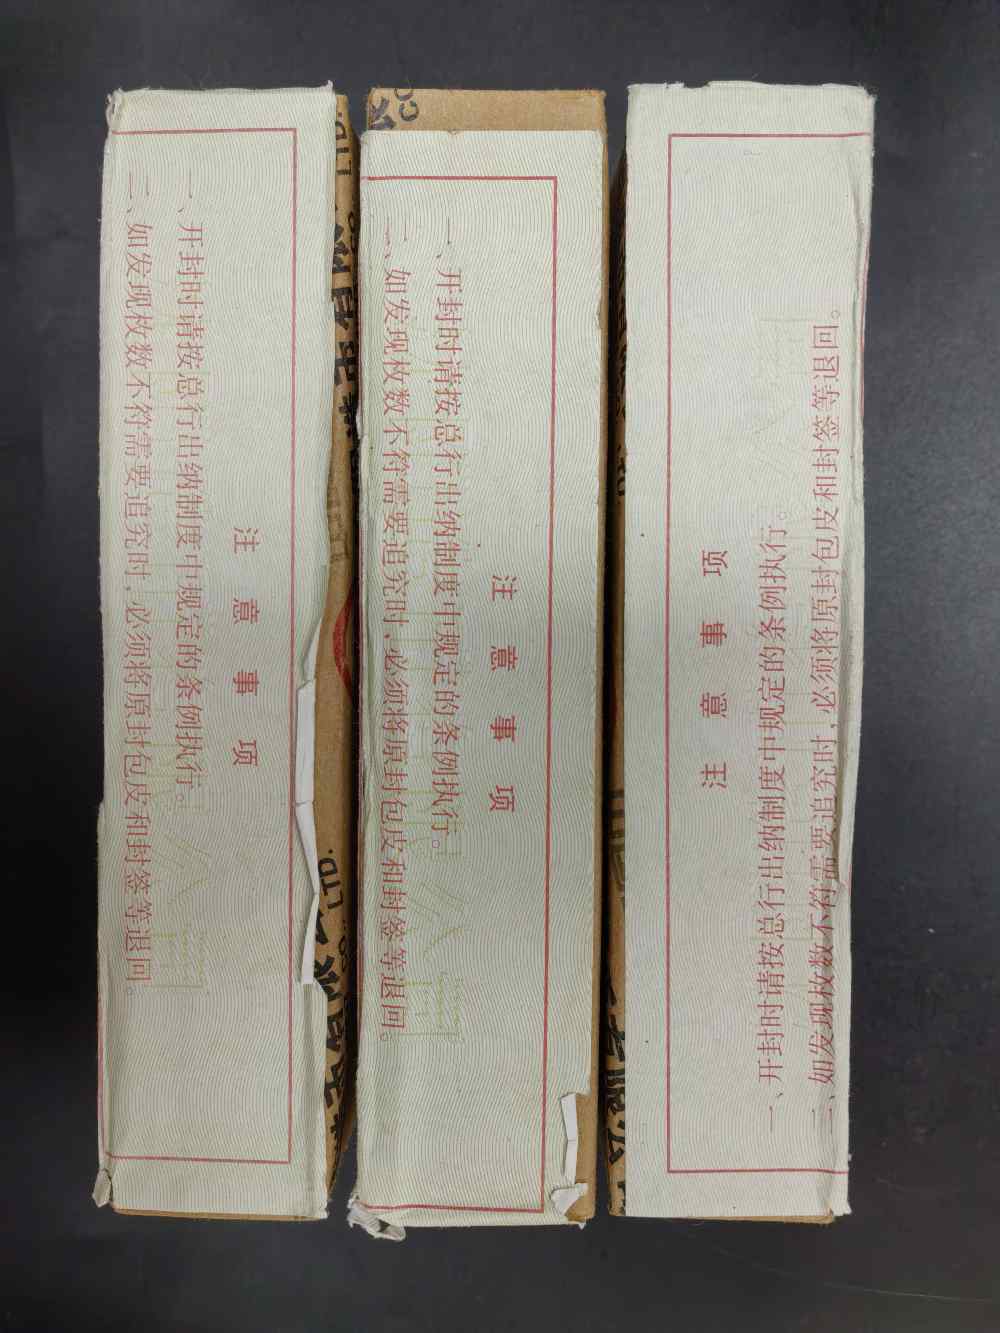 注意事项
一、开封时请按总行出纳制度中规定的条例执行。
二、如发现枚数不符需要追究时，必须将原封包皮和封签等退回。
LTD.
CO.,LTD.
注意事项
一、开封时请按总行出纳制度中规定的条例执行。
二、如发现枚数不符需要追究时，必须将原封包皮和封签等退回。
CO
注意事项
一、开封时请按总行出纳制度中规定的条例执行。
二、如发现枚数不符需要追究时，必须将原封包皮和封签等退回。